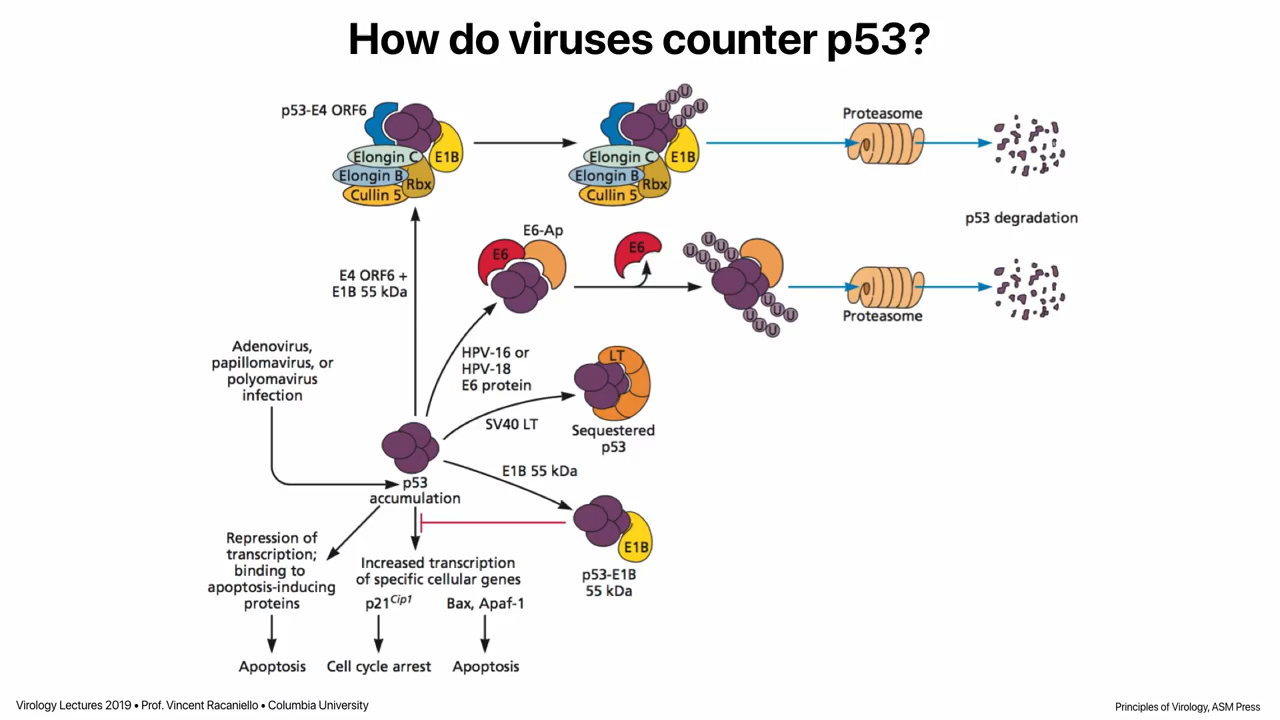 How do viruses counter p53?
p53-E4 ORF6
Elongin C
Elongin B
Cullin 5
Rbx
E1B
U U U U U U
Elongin C
Elongin B
Cullin 5
Rbx
E1B
Proteasome
p53 degradation
E4 ORF6 +
E1B 55 kDa
E6-Ap
E6
E6
U U U U U U
U U U U U U
Proteasome
Adenovirus,
papillomavirus, or
polyomavirus
infection
HPV-16 or
HPV-18
E6 protein
SV40 LT
LT
Sequestered
p53
E1B 55 kDa
p53
accumulation
E1B
p53-E1B
55 kDa
Repression of
transcription;
binding to
apoptosis-inducing
proteins
Increased transcription
of specific cellular genes
p21Cip1
Bax, Apaf-1
Apoptosis
Cell cycle arrest
Apoptosis
Virology Lectures 2019 • Prof. Vincent Racaniello • Columbia University
Principles of Virology, ASM Press